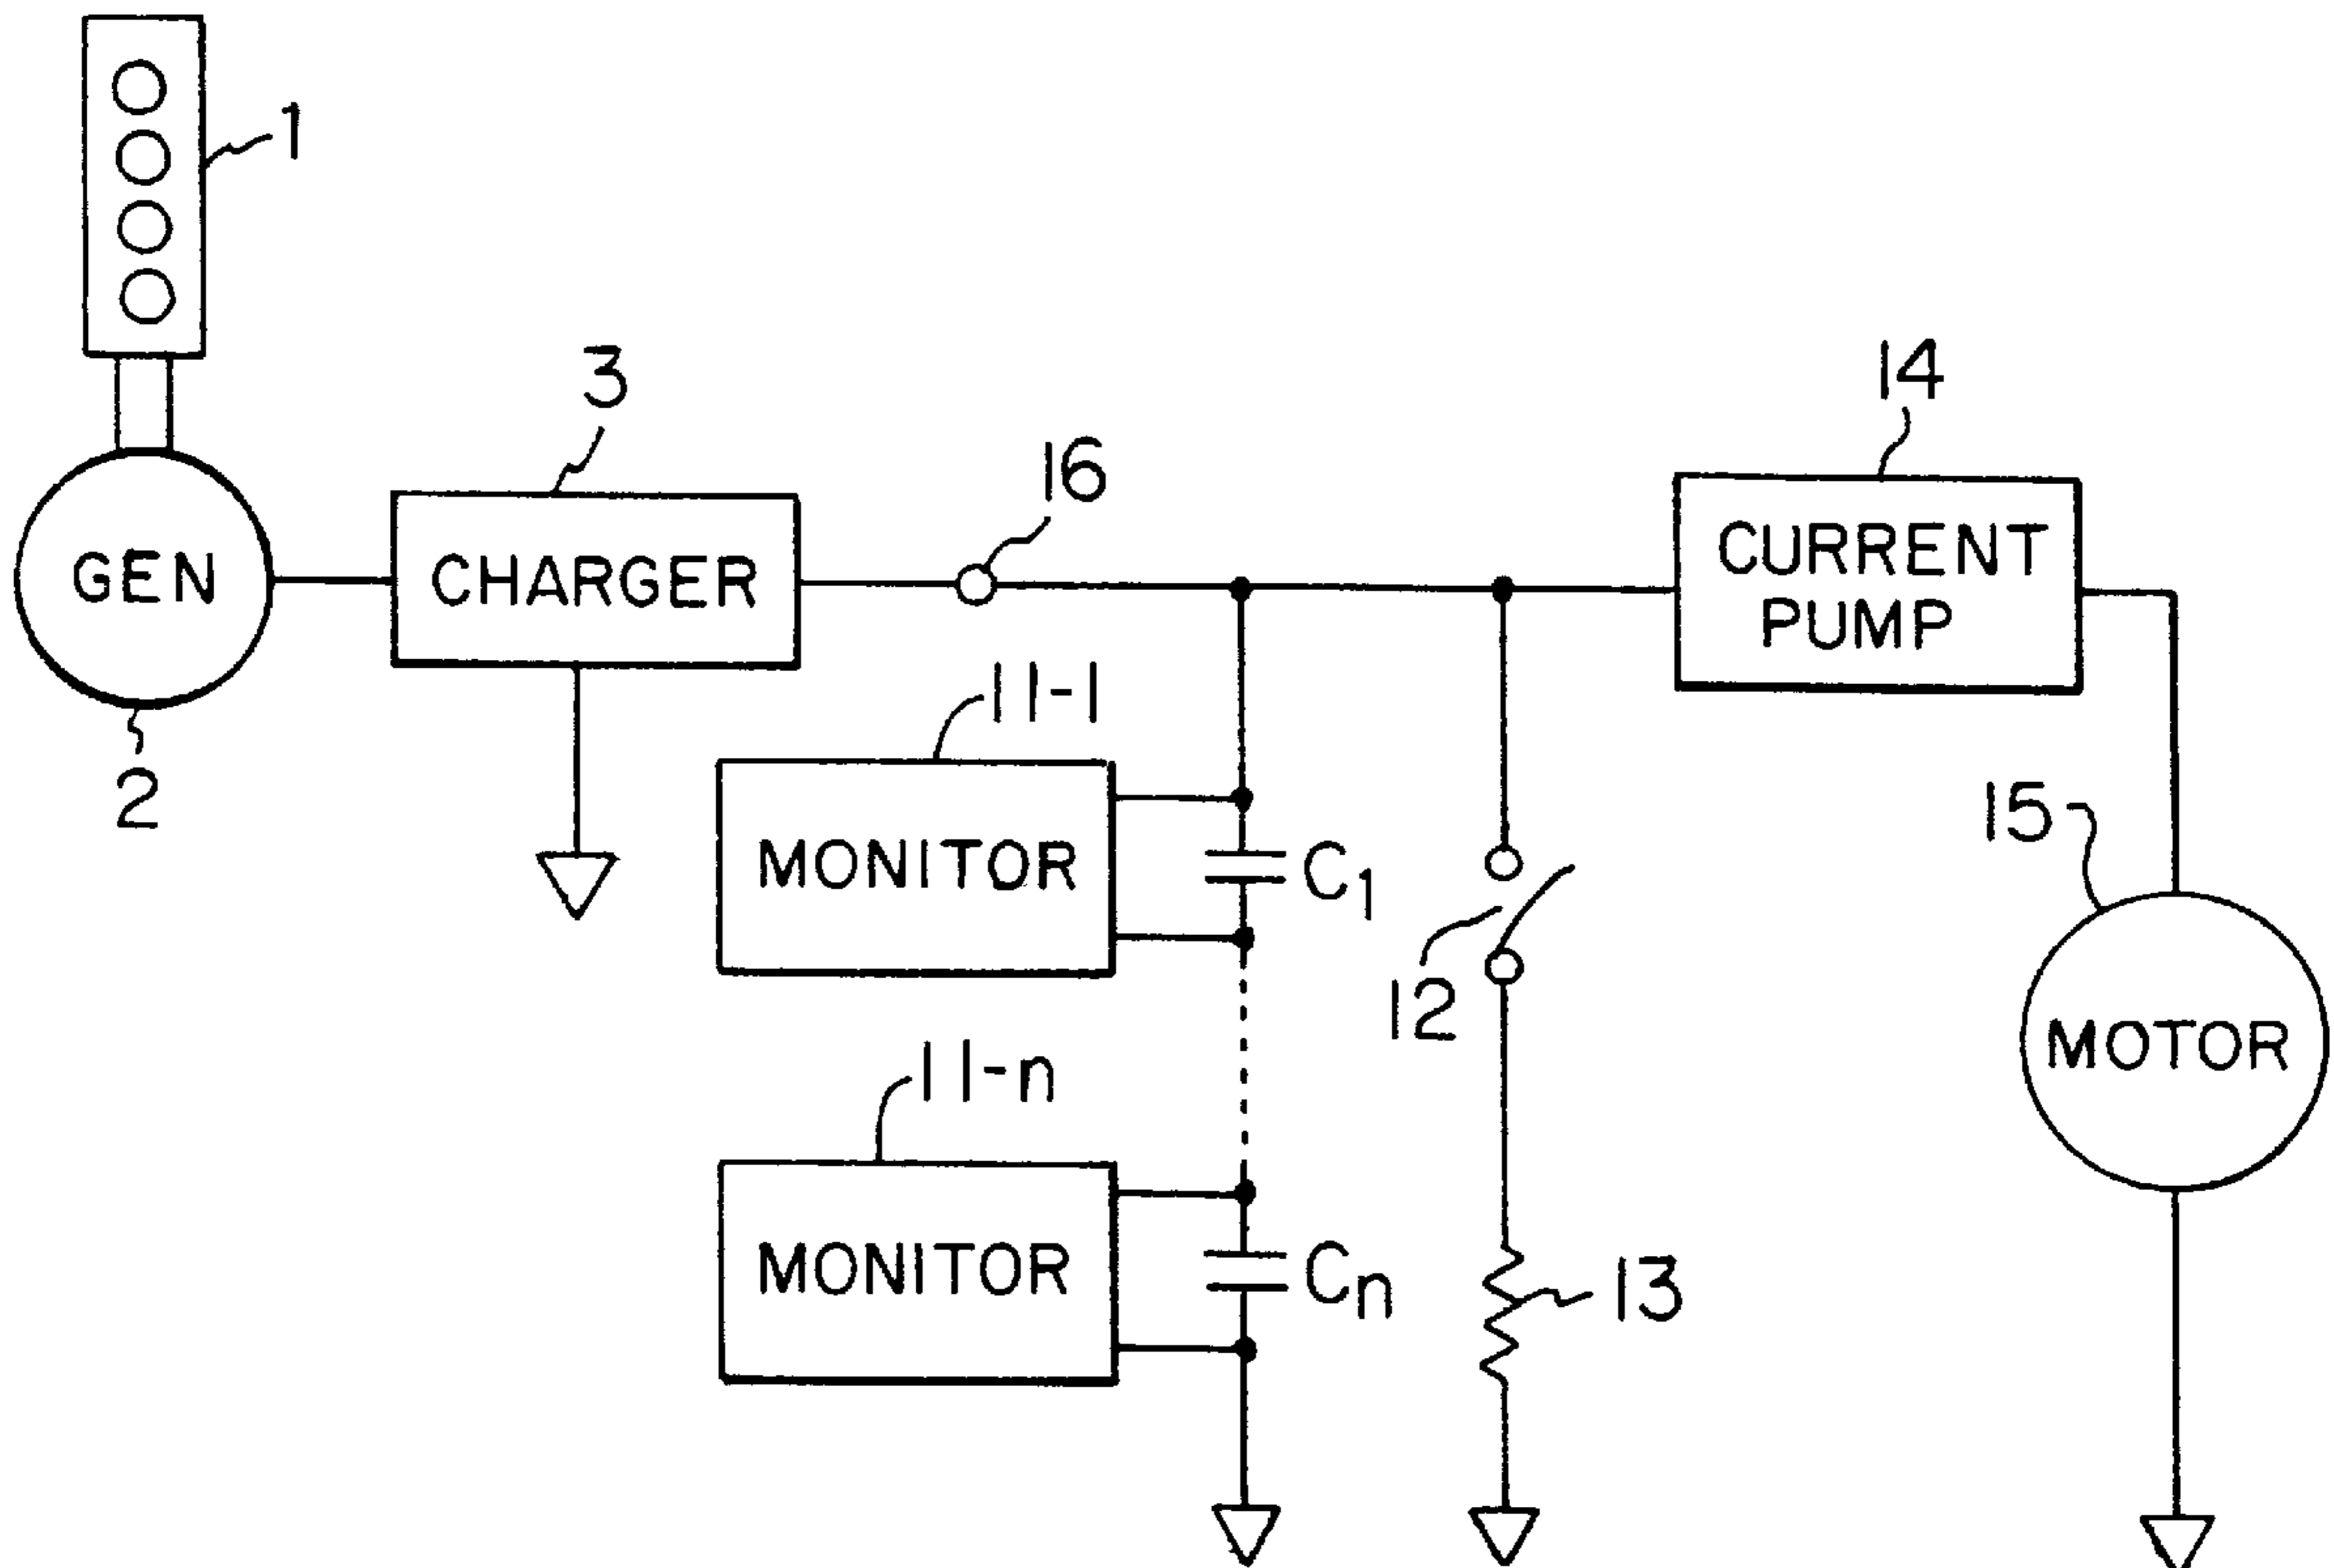 1
3
14
16
GEN
CHARGER
CURRENT
PUMP
11-1
2
15
MONITOR
C1
12
MOTOR
11-n
MONITOR
Cn
13